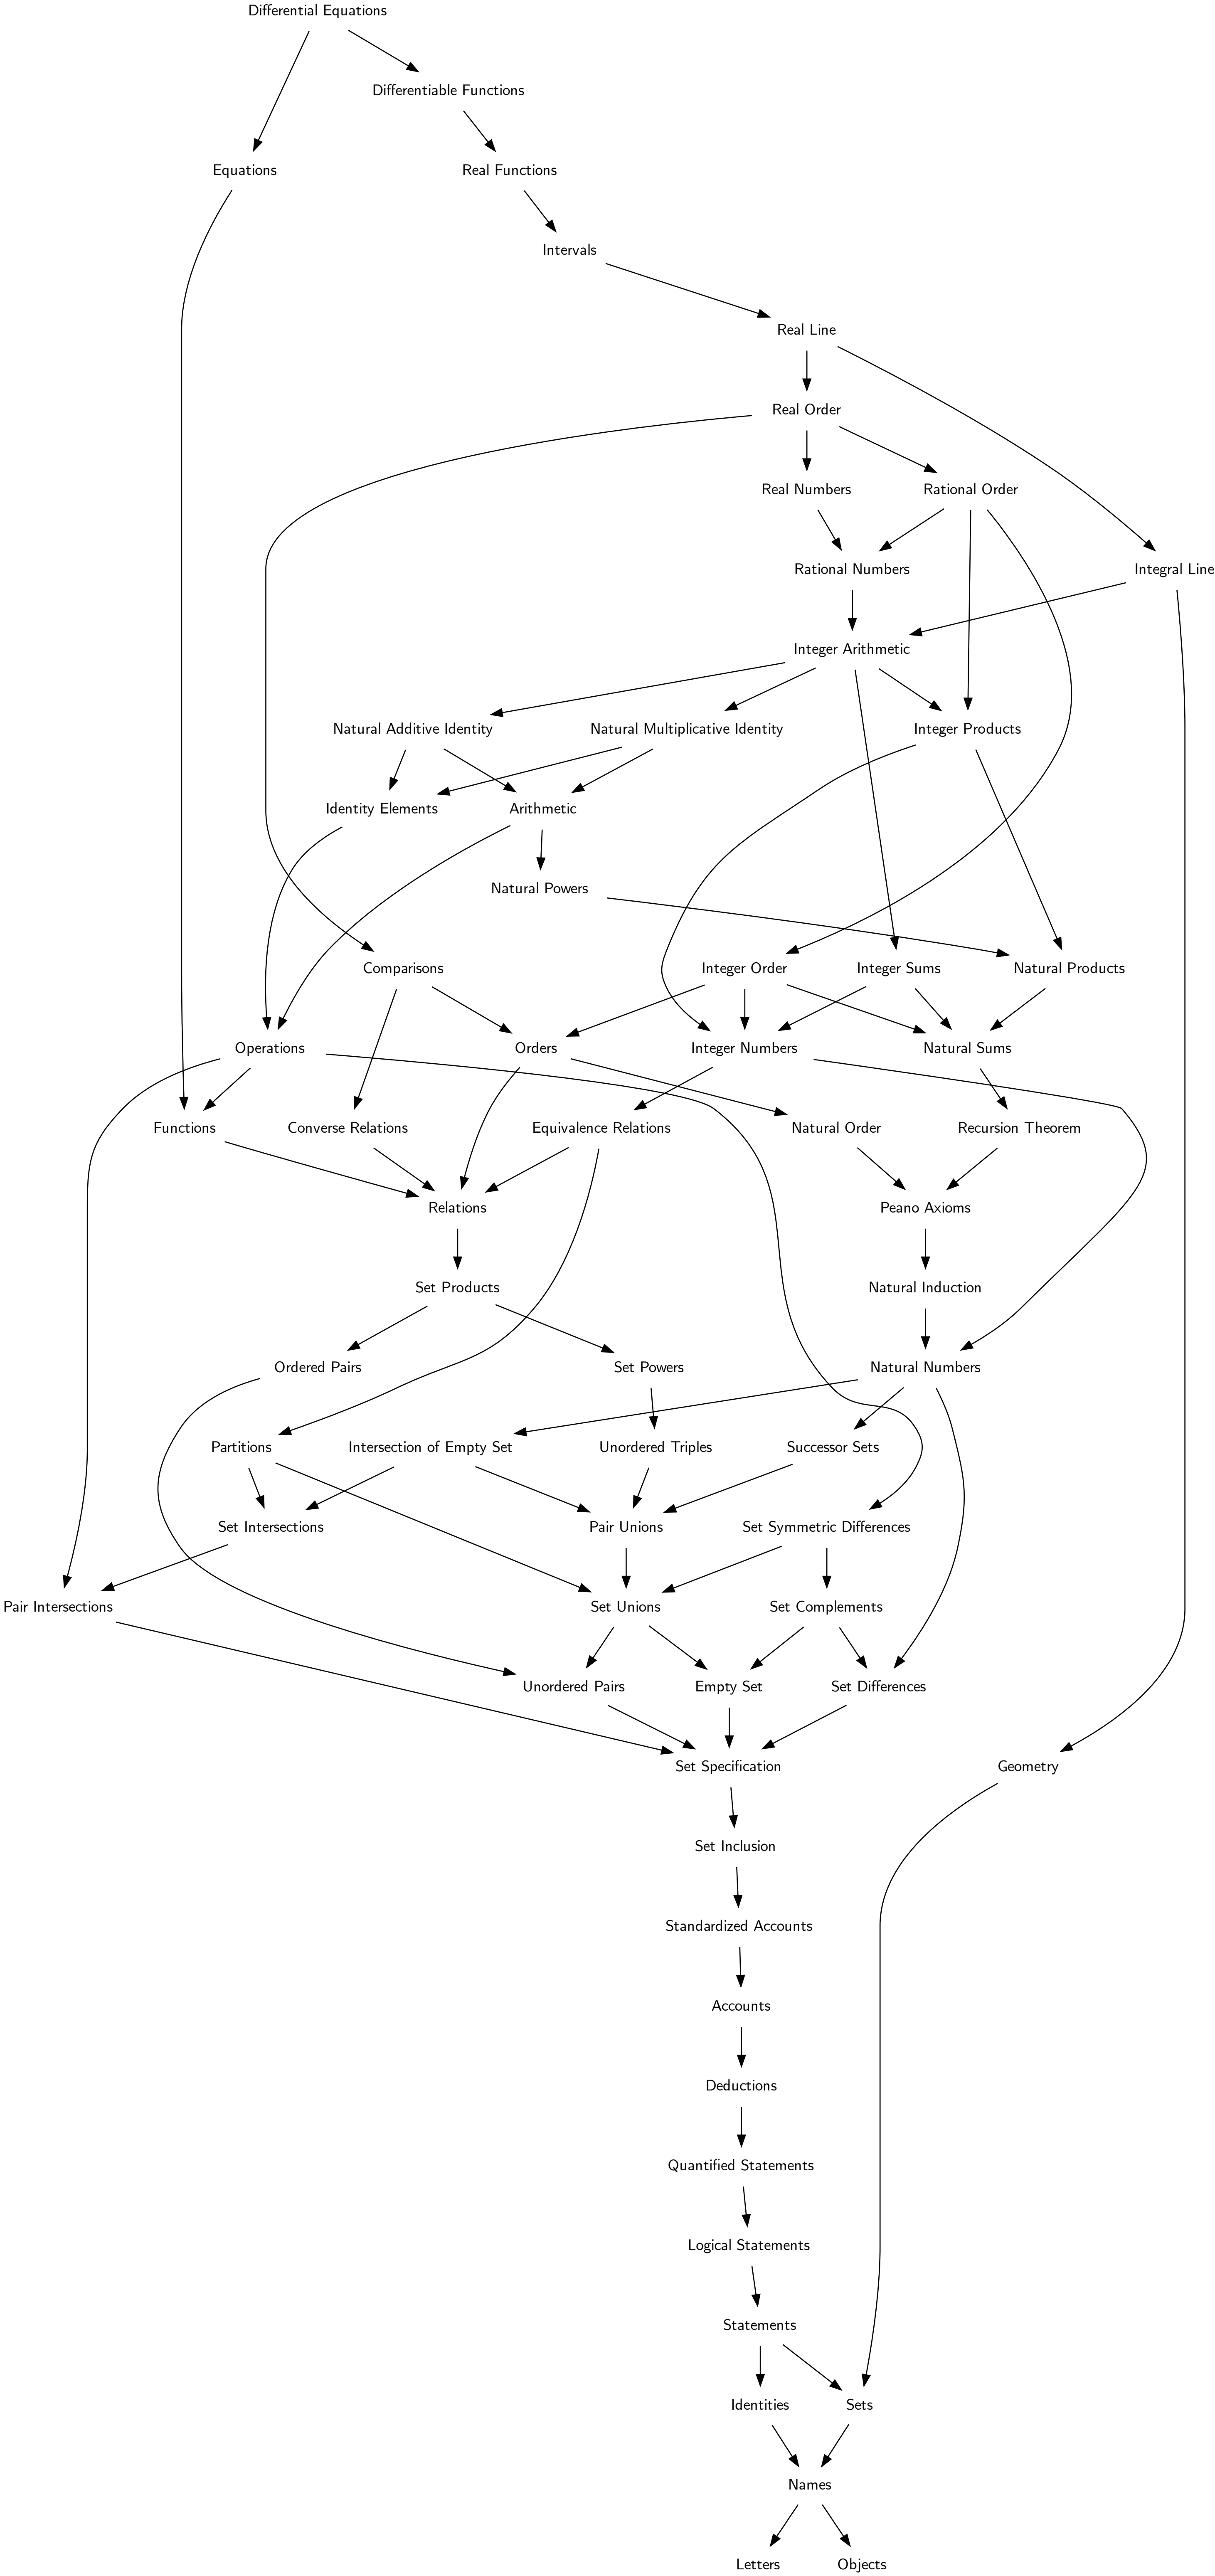 Differential Equations
Differentiable Functions
Equations
Real Functions
Intervals
Real Line
Real Order
Real Numbers
Rational Order
Rational Numbers
Integral Line
Integer Arithmetic
Natural Additive Identity
Natural Multiplicative Identity
Integer Products
Identity Elements
Arithmetic
Natural Powers
Comparisons
Integer Order
Integer Sums
Natural Products
Operations
Orders
Integer Numbers
Natural Sums
Functions
Converse Relations
Equivalence Relations
Natural Order
Recursion Theorem
Relations
Peano Axioms
Set Products
Natural Induction
Ordered Pairs
Set Powers
Natural Numbers
Partitions
Intersection of Empty Set
Unordered Triples
Successor Sets
Set Intersections
Pair Unions
Set Symmetric Differences
Pair Intersections
Set Unions
Set Complements
Unordered Pairs
Empty Set
Set Differences
Set Specification
Geometry
Set Inclusion
Standardized Accounts
Accounts
Deductions
Quantified Statements
Logical Statements
Statements
Identities
Sets
Names
Letters
Objects